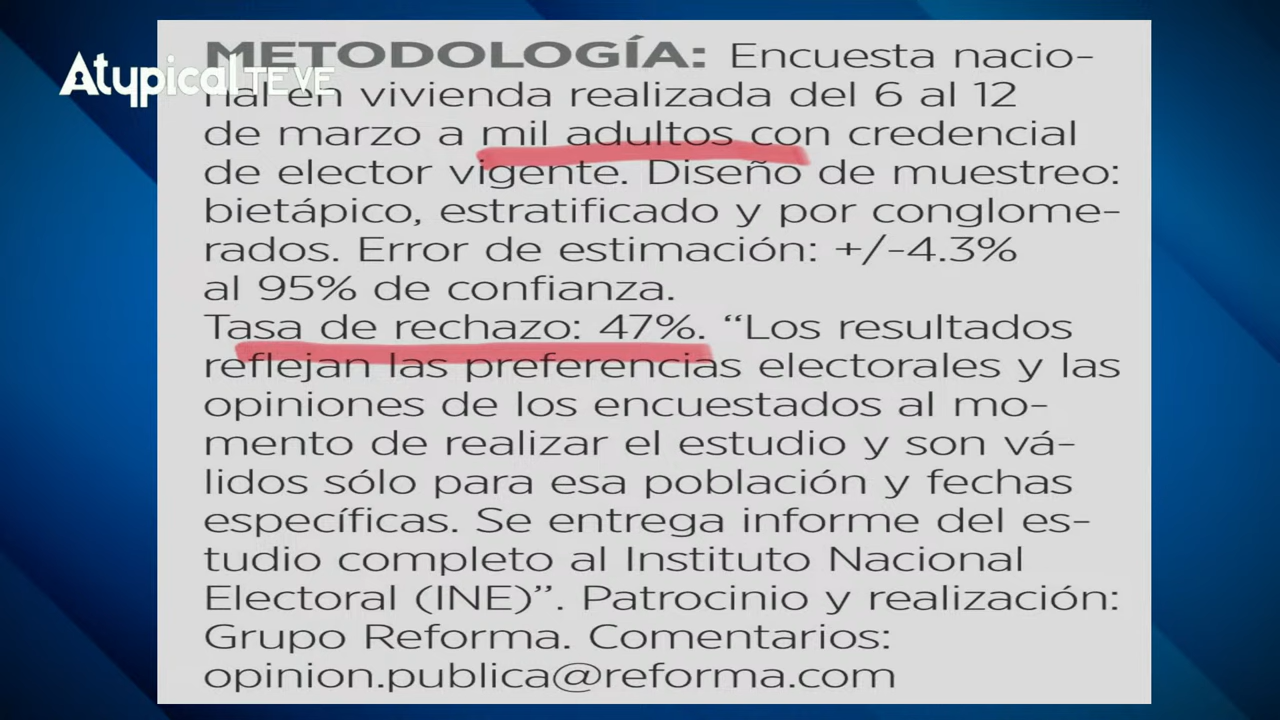 Atypical TEVE
METODOLOGÍA: Encuesta nacio-
nal en vivienda realizada del 6 al 12
de marzo a mil adultos con credencial
de elector vigente. Diseño de muestreo:
bietápico, estratificado y por conglome-
rados. Error de estimación: +/-4.3%
al 95% de confianza.
Tasa de rechazo: 47%. “Los resultados
reflejan las preferencias electorales y las
opiniones de los encuestados al mo-
mento de realizar el estudio y son vá-
lidos sólo para esa población y fechas
específicas. Se entrega informe del es-
tudio completo al Instituto Nacional
Electoral (INE)”. Patrocinio y realización:
Grupo Reforma. Comentarios:
opinion.publica@reforma.com